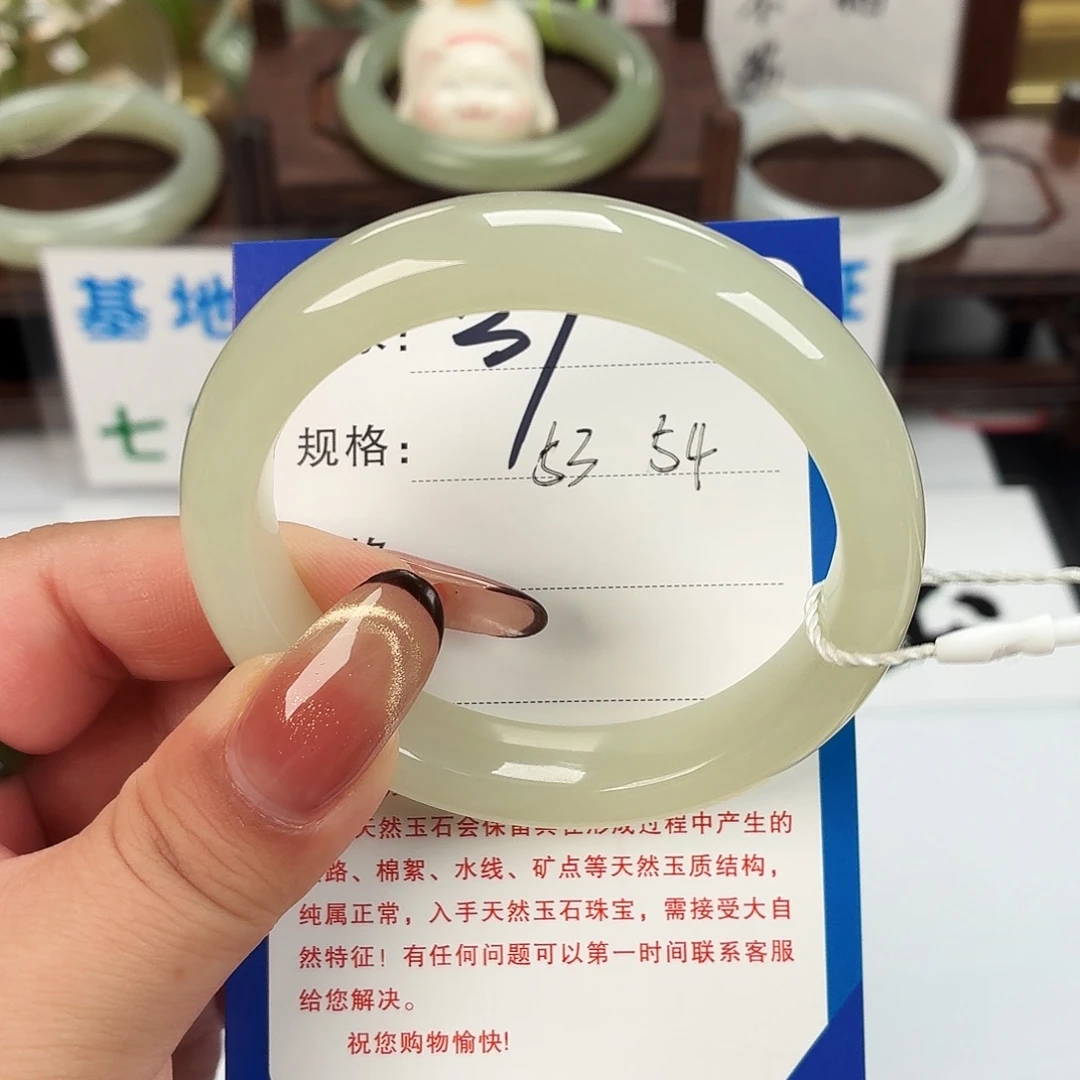 基地
七
31
规格: 53 54
天然玉石会保留其在形成过程中产生的
路、棉絮、水线、矿点等天然玉质结构，
纯属正常，入手天然玉石珠宝，需接受大自
然特征！有任何问题可以第一时间联系客服
给您解决。
祝您购物愉快!